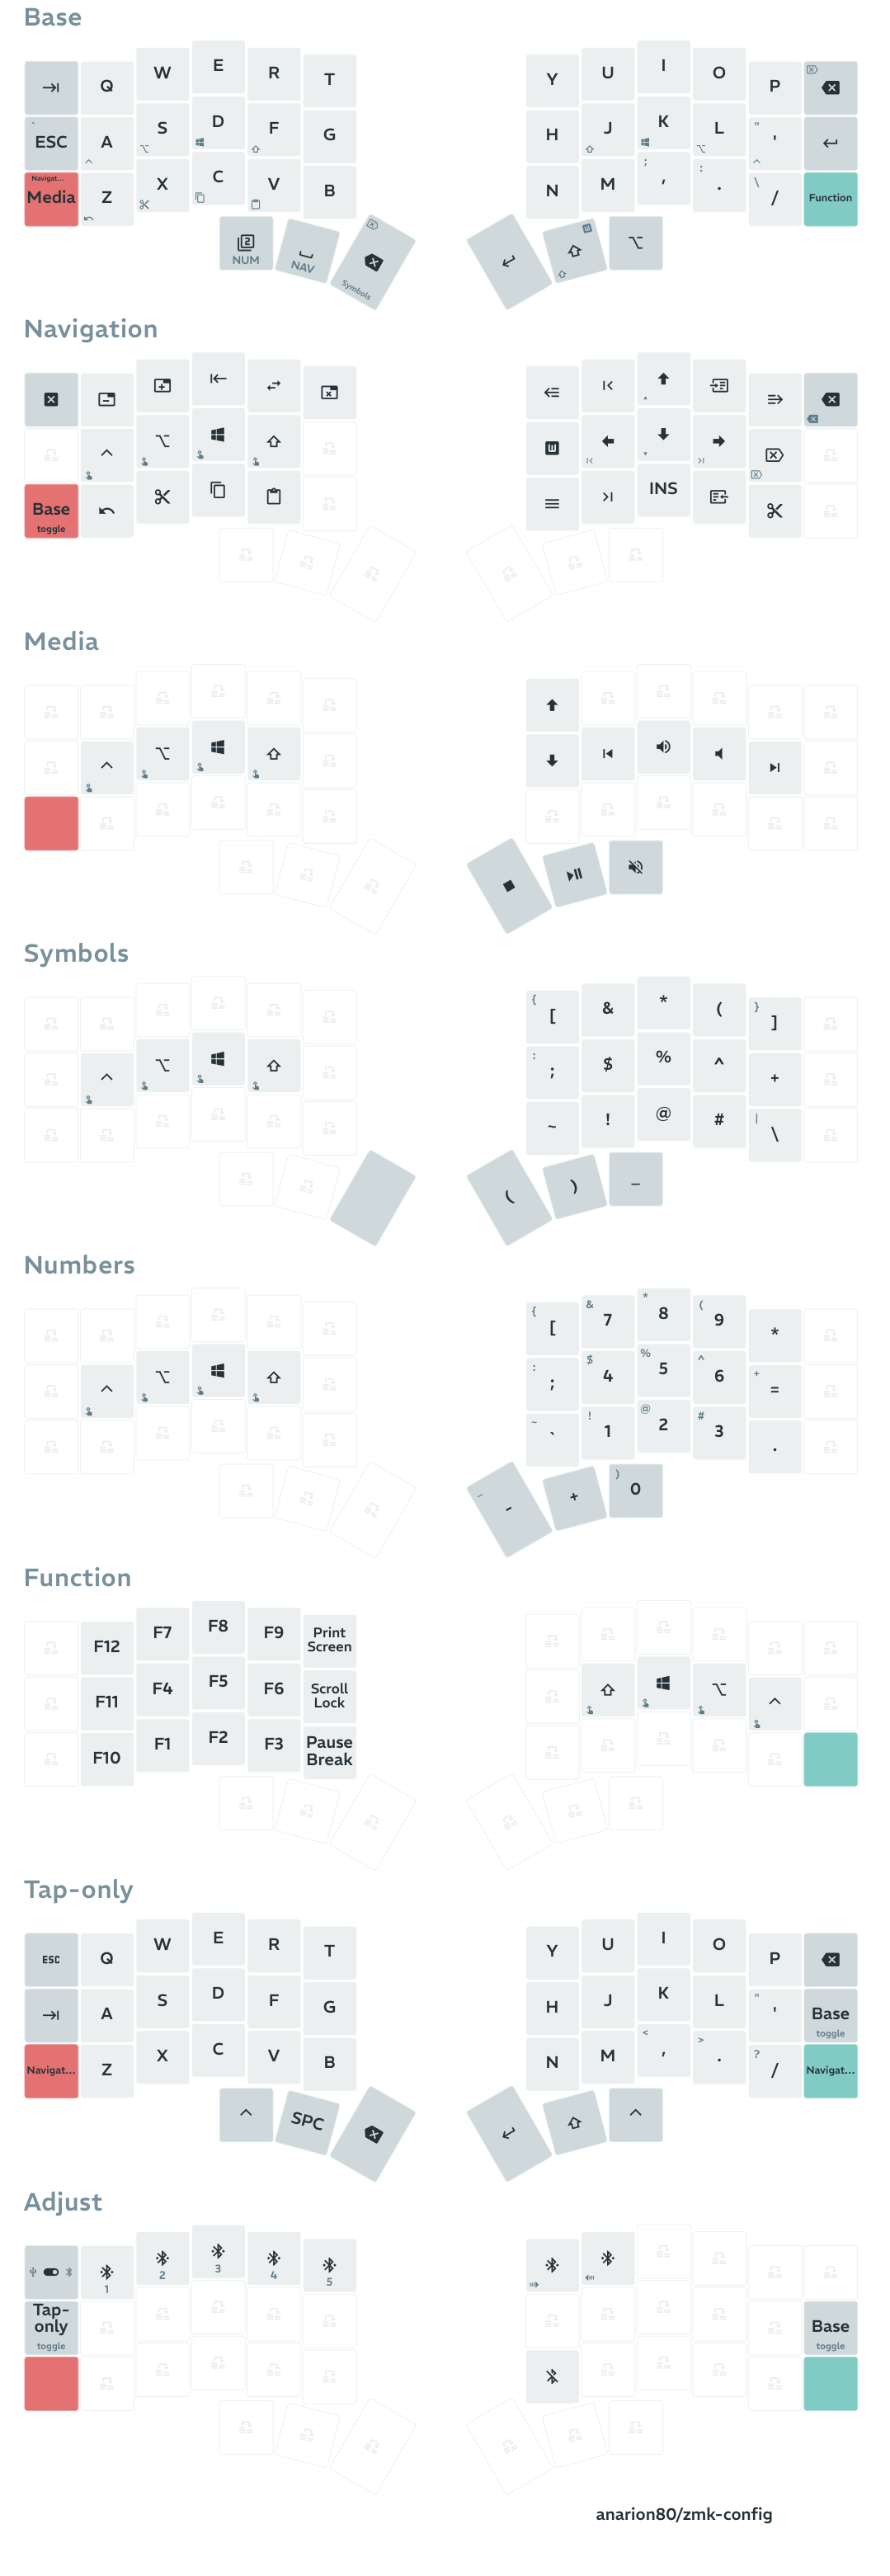 Base
Q W E R T Y U I O P
` ESC A S D F G H J K L " '
Navigat... Media Z X C V B N M ; , : . \ / Function
NUM NAV Symbols
Navigation
Base toggle INS
Media
Symbols
{ [ & * ( } ]
: ; $ % ^ +
~ ! @ # | \
( ) _
Numbers
{ [ & 7 * 8 ( 9 *
: ; $ 4 % 5 ^ 6 + =
~ ` ! 1 @ 2 # 3 .
_ - + ) 0
Function
F12 F7 F8 F9 Print Screen
F11 F4 F5 F6 Scroll Lock
F10 F1 F2 F3 Pause Break
Tap-only
ESC Q W E R T Y U I O P
A S D F G H J K L " ' Base toggle
Navigat... Z X C V B N M < , > . ? / Navigat...
SPC
Adjust
1 2 3 4 5
Tap-only toggle Base toggle
anarion80/zmk-config